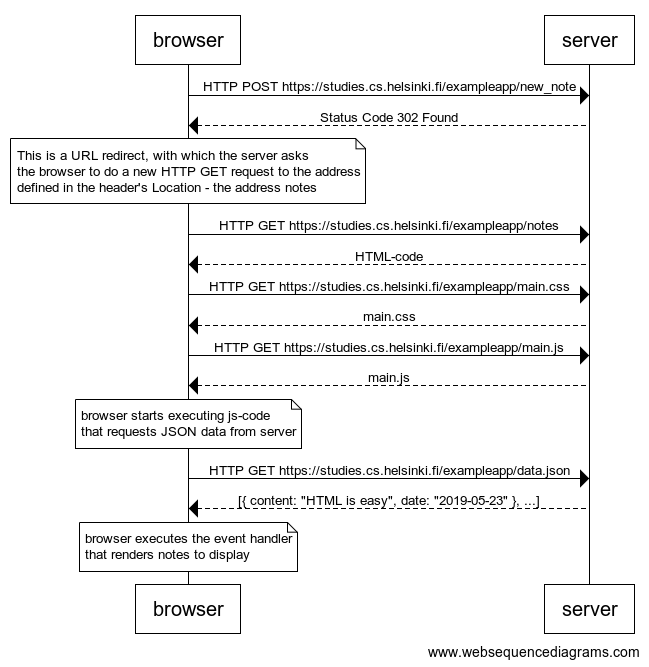 browser
server
HTTP POST https://studies.cs.helsinki.fi/exampleapp/new_note
Status Code 302 Found
This is a URL redirect, with which the server asks
the browser to do a new HTTP GET request to the address
defined in the header's Location - the address notes
HTTP GET https://studies.cs.helsinki.fi/exampleapp/notes
HTML-code
HTTP GET https://studies.cs.helsinki.fi/exampleapp/main.css
main.css
HTTP GET https://studies.cs.helsinki.fi/exampleapp/main.js
main.js
browser starts executing js-code
that requests JSON data from server
HTTP GET https://studies.cs.helsinki.fi/exampleapp/data.json
[{ content: "HTML is easy", date: "2019-05-23" }, ...]
browser executes the event handler
that renders notes to display
browser
server
www.websequencediagrams.com